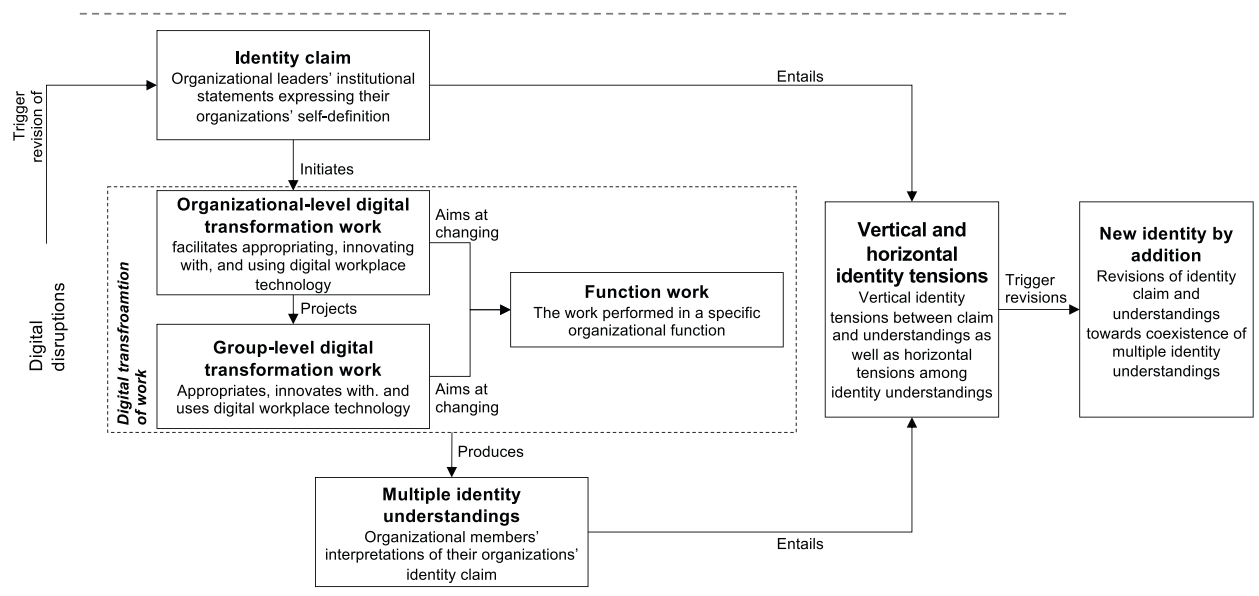 Identity claim
Organizational leaders’ institutional
statements expressing their
organizations’ self-definition
Entails
Trigger
revision of
Initiates
Organizational-level digital
transformation work
facilitates appropriating, innovating
with, and using digital workplace
technology
Aims at
changing
Projects
Group-level digital
transformation work
Appropriates, innovates with. and
uses digital workplace technology
Aims at
changing
Digital transfroamtion
of work
Digital
disruptions
Function work
The work performed in a specific
organizational function
Vertical and
horizontal
identity tensions
Vertical identity
tensions between claim
and understandings as
well as horizontal
tensions among
identity understandings
Trigger
revisions
New identity by
addition
Revisions of identity
claim and
understandings
towards coexistence of
multiple identity
understandings
Produces
Multiple identity
understandings
Organizational members’
interpretations of their organizations’
identity claim
Entails